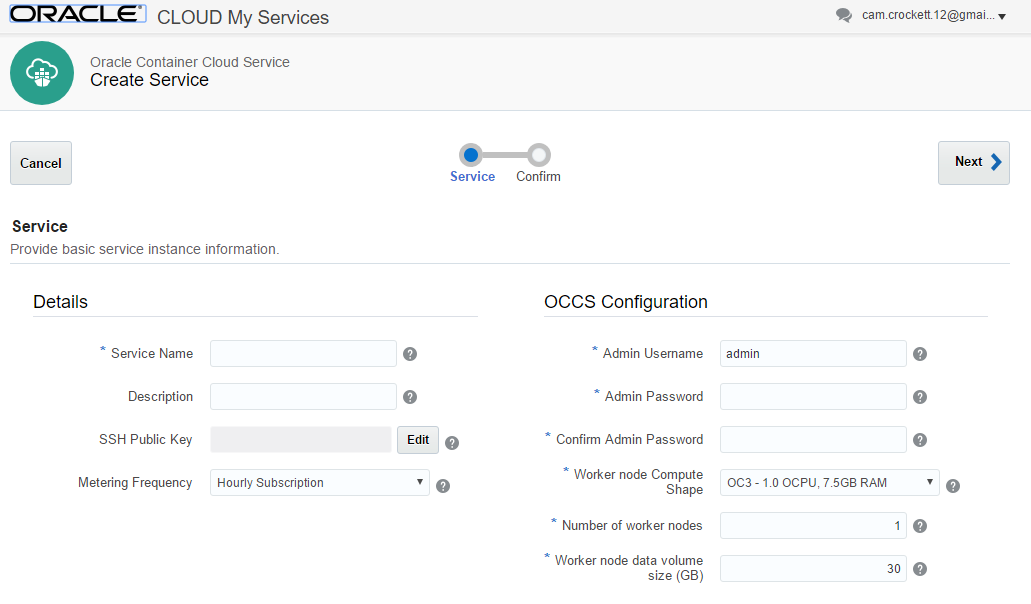 ORACLE® CLOUD My Services
cam.crockett.12@gmai...
Oracle Container Cloud Service
Create Service
Cancel
Service
Confirm
Next
Service
Provide basic service instance information.
Details
* Service Name ?
Description ?
SSH Public Key Edit ?
Metering Frequency Hourly Subscription ?
OCCS Configuration
* Admin Username admin ?
* Admin Password ?
* Confirm Admin Password ?
* Worker node Compute
Shape OC3 - 1.0 OCPU, 7.5GB RAM ?
* Number of worker nodes 1 ?
* Worker node data volume
size (GB) 30 ?